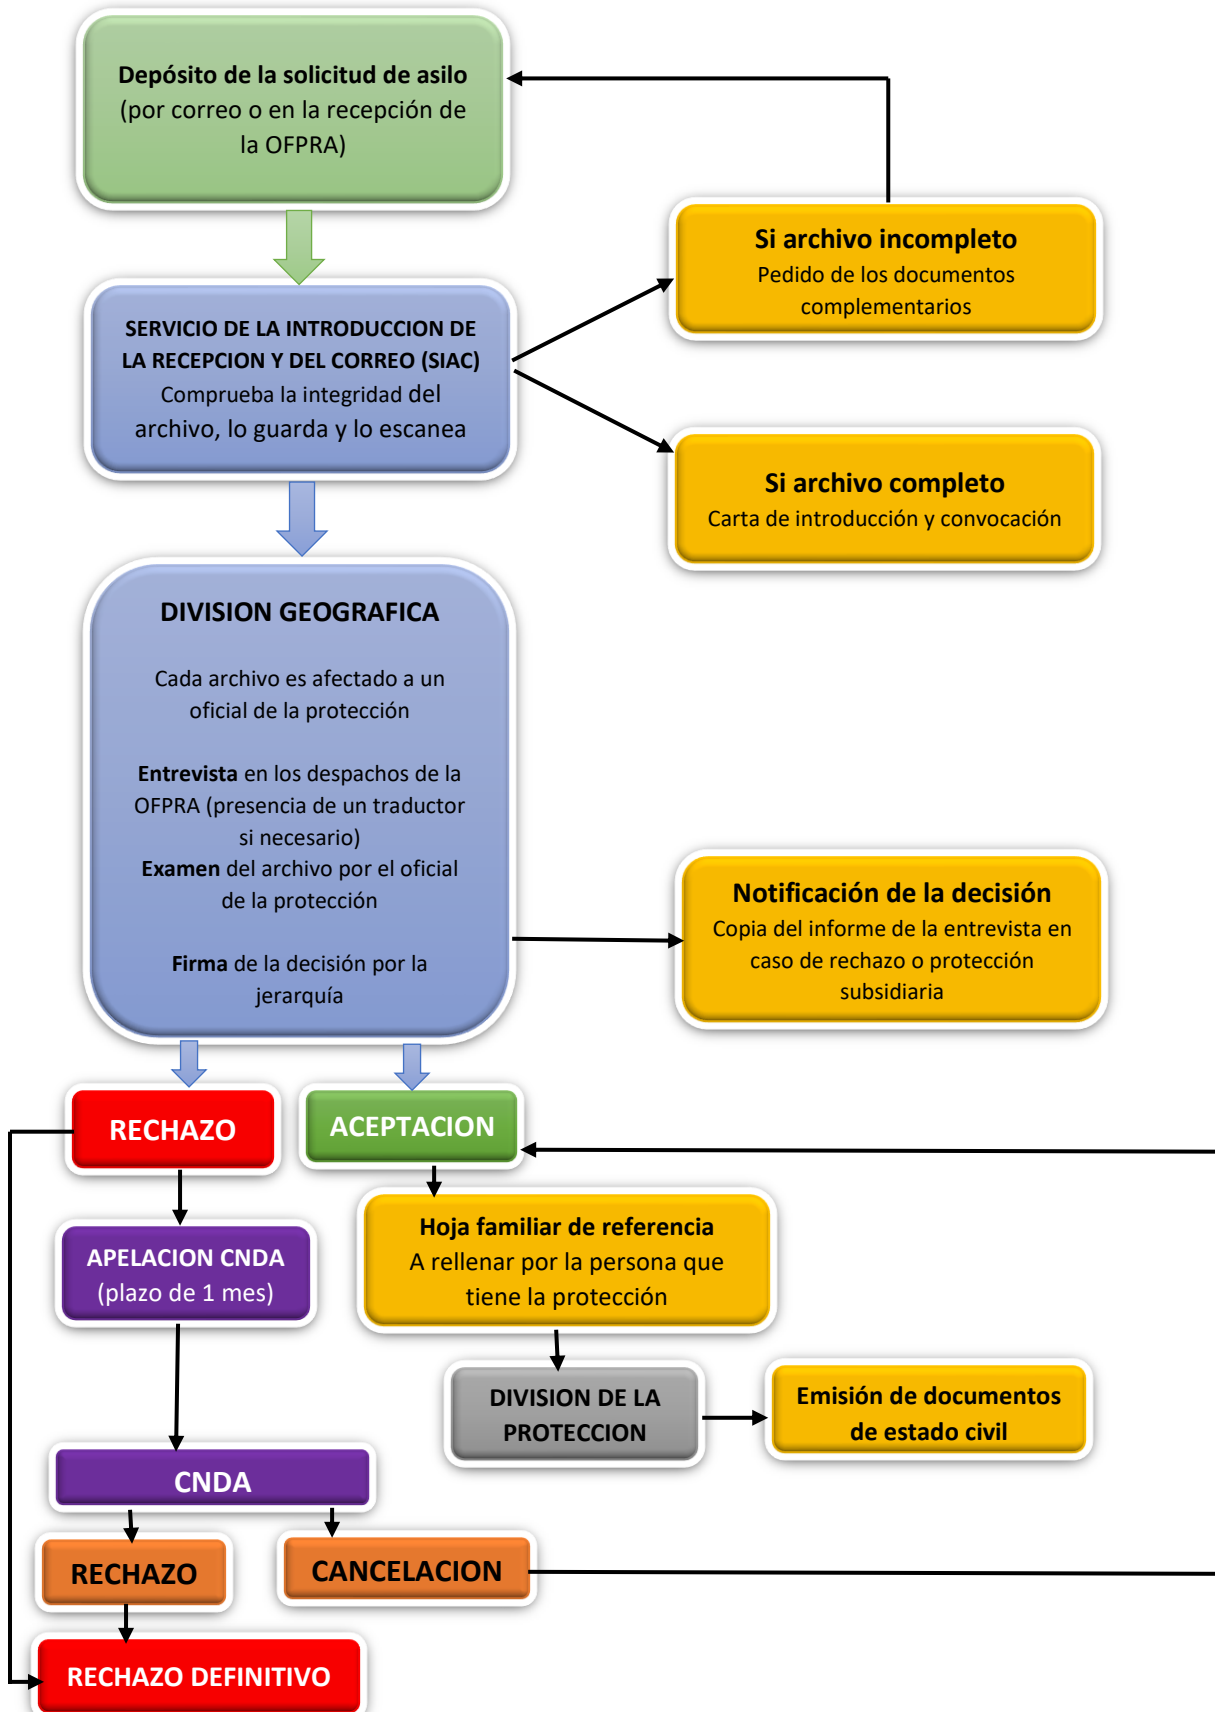 Depósito de la solicitud de asilo
(por correo o en la recepción de
la OFPRA)
Si archivo incompleto
Pedido de los documentos
complementarios
SERVICIO DE LA INTRODUCCION DE
LA RECEPCION Y DEL CORREO (SIAC)
Comprueba la integridad del
archivo, lo guarda y lo escanea
Si archivo completo
Carta de introducción y convocación
DIVISION GEOGRAFICA
Cada archivo es afectado a un
oficial de la protección
Entrevista en los despachos de la
OFPRA (presencia de un traductor
si necesario)
Examen del archivo por el oficial
de la protección
Firma de la decisión por la
jerarquía
Notificación de la decisión
Copia del informe de la entrevista en
caso de rechazo o protección
subsidiaria
RECHAZO
ACEPTACION
Hoja familiar de referencia
A rellenar por la persona que
tiene la protección
APELACION CNDA
(plazo de 1 mes)
DIVISION DE LA
PROTECCION
Emisión de documentos
de estado civil
CNDA
RECHAZO
CANCELACION
RECHAZO DEFINITIVO